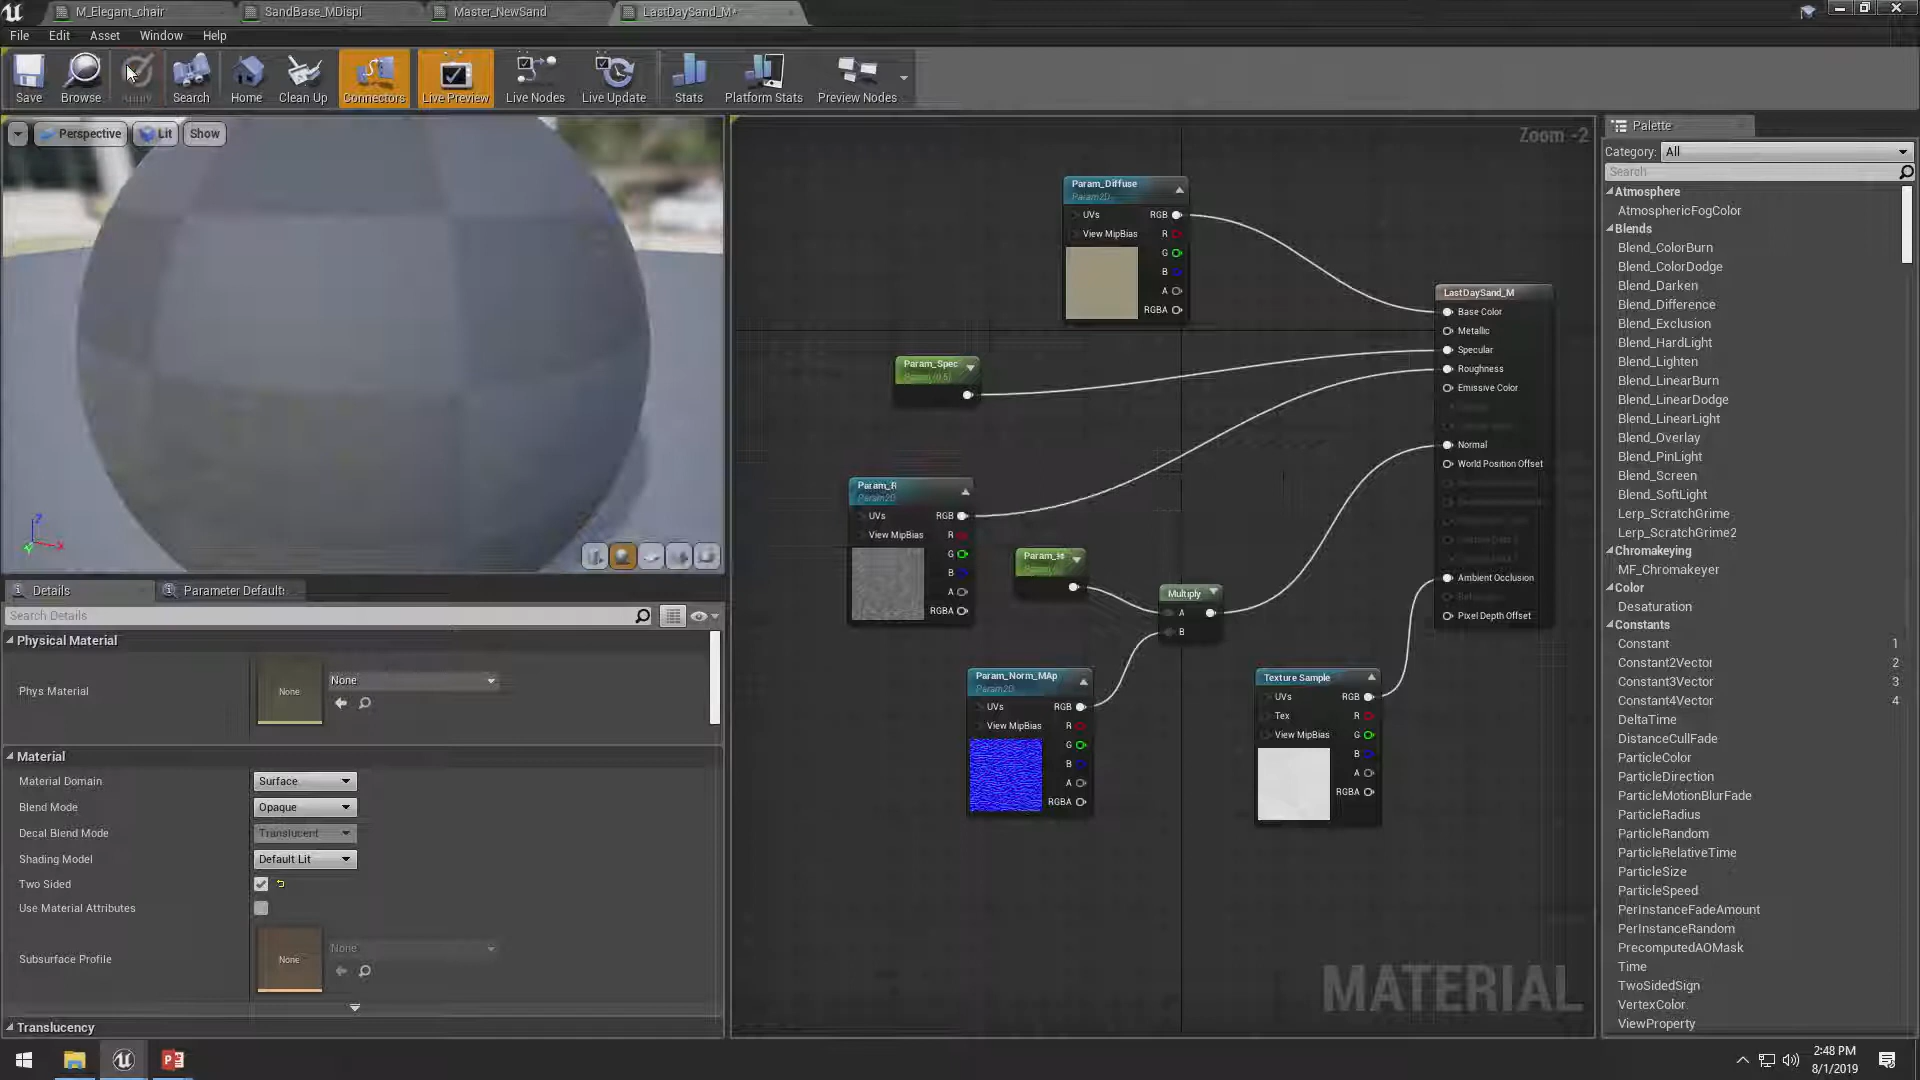 M_Elegant_chair
SandBase_MDispl
Master_NewSand
LastDaySand_M*
File
Edit
Asset
Window
Help
Save
Browse
Apply
Search
Home
Clean Up
Connectors
Live Preview
Live Nodes
Live Update
Stats
Platform Stats
Preview Nodes
Perspective
Lit
Show
Zoom -2
Param_Diffuse
Param2D
UVs
RGB
View MipBias
R
G
B
A
RGBA
Param_Spec
Param (0.5)
Param_R
Param2D
UVs
RGB
View MipBias
R
G
B
A
RGBA
Multiply
A
B
Param_Norm_MAp
Param2D
UVs
RGB
View MipBias
R
G
B
A
RGBA
Texture Sample
UVs
RGB
Tex
R
View MipBias
G
B
A
RGBA
LastDaySand_M
Base Color
Metallic
Specular
Roughness
Emissive Color
Normal
World Position Offset
Ambient Occlusion
Pixel Depth Offset
MATERIAL
Details
Parameter Default
Search Details
Physical Material
Phys Material
None
None
Material
Material Domain
Surface
Blend Mode
Opaque
Decal Blend Mode
Translucent
Shading Model
Default Lit
Two Sided
Use Material Attributes
Subsurface Profile
None
None
Translucency
Palette
Category:
All
Search
Atmosphere
AtmosphericFogColor
Blends
Blend_ColorBurn
Blend_ColorDodge
Blend_Darken
Blend_Difference
Blend_Exclusion
Blend_HardLight
Blend_Lighten
Blend_LinearBurn
Blend_LinearDodge
Blend_LinearLight
Blend_Overlay
Blend_PinLight
Blend_Screen
Blend_SoftLight
Lerp_ScratchGrime
Lerp_ScratchGrime2
Chromakeying
MF_Chromakeyer
Color
Desaturation
Constants
Constant 1
Constant2Vector 2
Constant3Vector 3
Constant4Vector 4
DeltaTime
DistanceCullFade
ParticleColor
ParticleDirection
ParticleMotionBlurFade
ParticleRadius
ParticleRandom
ParticleRelativeTime
ParticleSize
ParticleSpeed
PerInstanceFadeAmount
PerInstanceRandom
PrecomputedAOMask
Time
TwoSidedSign
VertexColor
ViewProperty
2:48 PM
8/1/2019